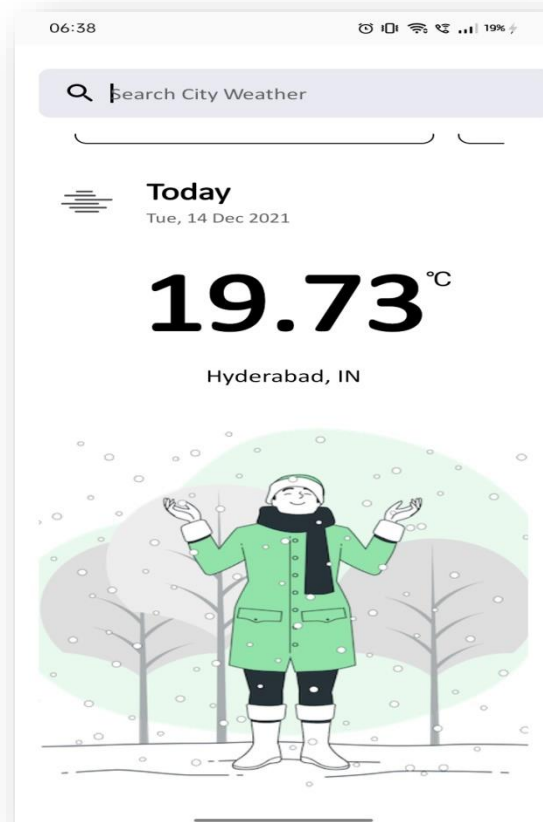 06:38 19%
Search City Weather
Today
Tue, 14 Dec 2021
19.73°C
Hyderabad, IN